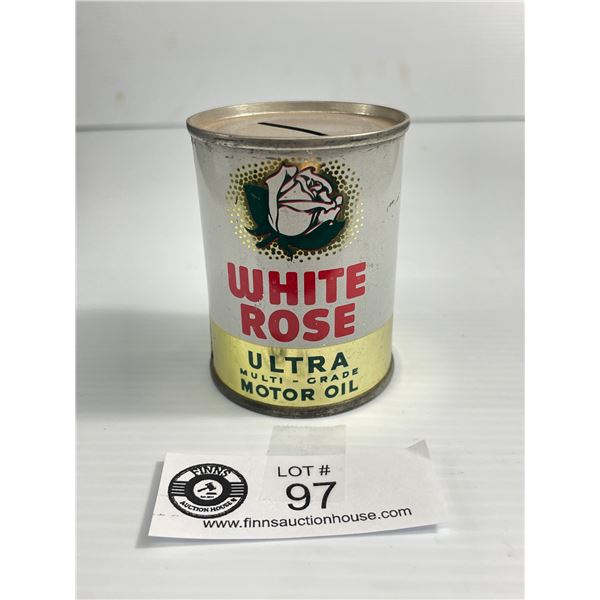 WHITE
ROSE
ULTRA
MULTI - GRADE
MOTOR OIL
FINNS
AUCTION HOUSE
LOT #
97
www.finnsauctionhouse.com